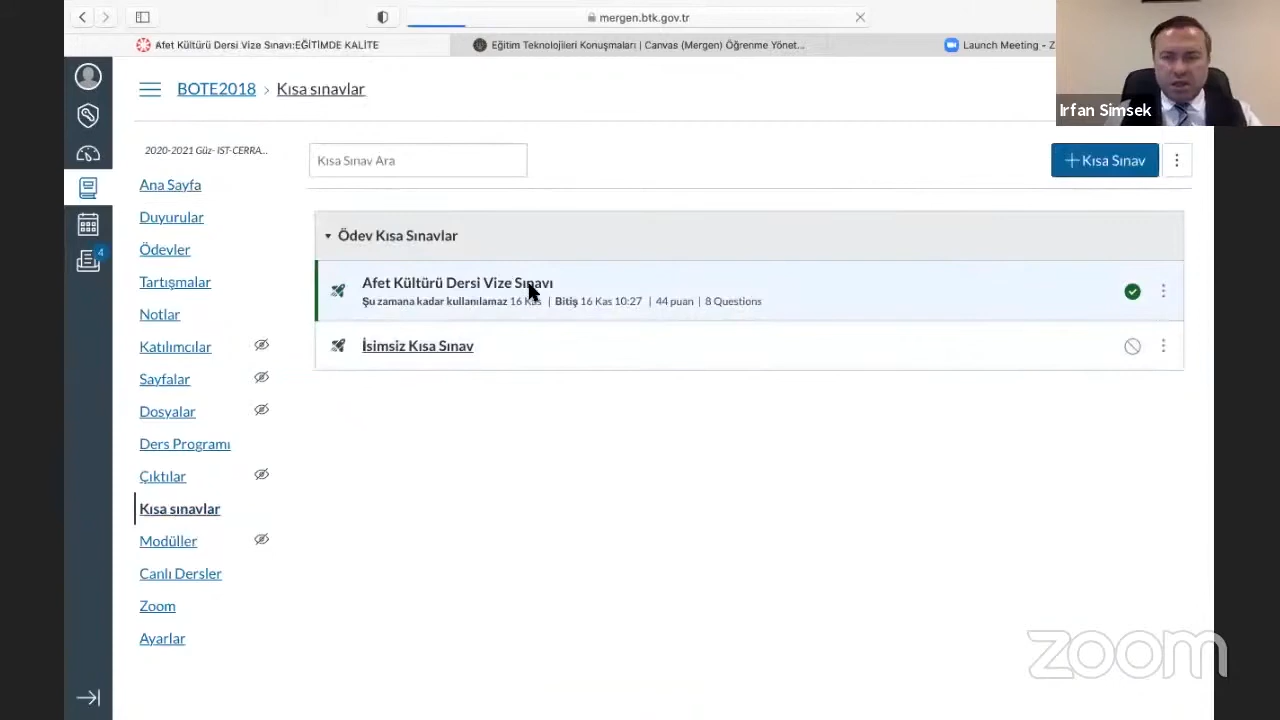 mergen.btk.gov.tr
Afet Kültürü Dersi Vize Sınavı:EĞİTİMDE KALİTE
Eğitim Teknolojileri Konuşmaları | Canvas (Mergen) Öğrenme Yönet...
Launch Meeting - Z
Irfan Simsek
BOTE2018 › Kısa sınavlar
2020-2021 Güz- IST-CERRA...
Kısa Sınav Ara
+ Kısa Sınav
Ana Sayfa
Duyurular
Ödevler
Tartışmalar
Notlar
Katılımcılar
Sayfalar
Dosyalar
Ders Programı
Çıktılar
Kısa sınavlar
Modüller
Canlı Dersler
Zoom
Ayarlar
4
Ödev Kısa Sınavlar
Afet Kültürü Dersi Vize Sınavı
Şu zamana kadar kullanılamaz 16 Kas | Bitiş 16 Kas 10:27 | 44 puan | 8 Questions
İsimsiz Kısa Sınav
zoom